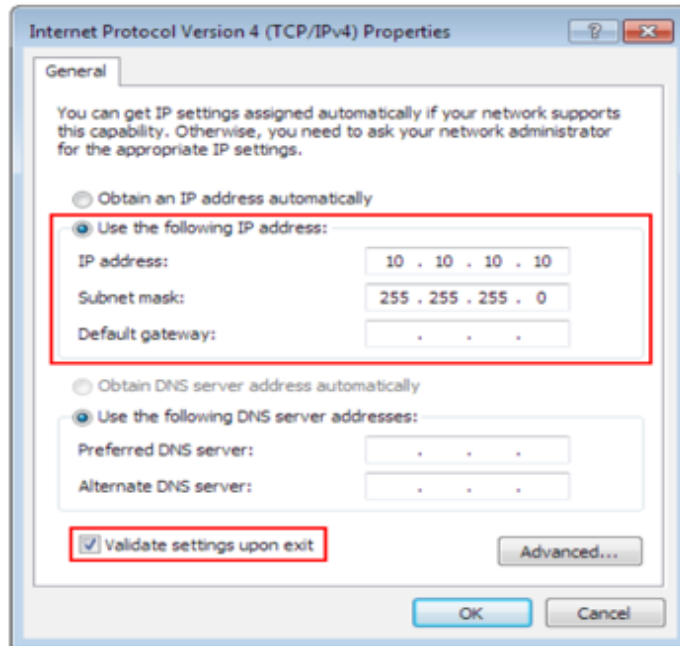 Internet Protocol Version 4 (TCP/IPv4) Properties
General
You can get IP settings assigned automatically if your network supports
this capability. Otherwise, you need to ask your network administrator
for the appropriate IP settings.
Obtain an IP address automatically
Use the following IP address:
IP address: 10 . 10 . 10 . 10
Subnet mask: 255 . 255 . 255 . 0
Default gateway: . . .
Obtain DNS server address automatically
Use the following DNS server addresses:
Preferred DNS server: . . .
Alternate DNS server: . . .
Validate settings upon exit
Advanced...
OK Cancel